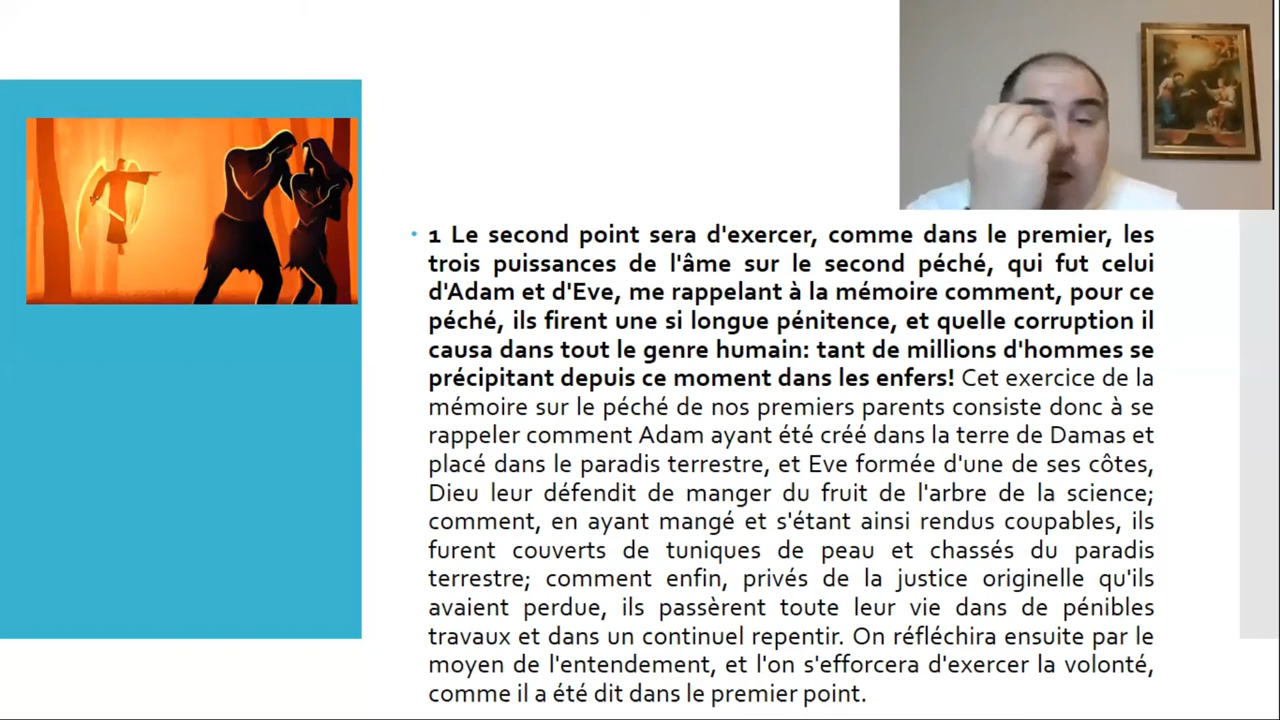 1 Le second point sera d'exercer, comme dans le premier, les
trois puissances de l'âme sur le second péché, qui fut celui
d'Adam et d'Eve, me rappelant à la mémoire comment, pour ce
péché, ils firent une si longue pénitence, et quelle corruption il
causa dans tout le genre humain: tant de millions d'hommes se
précipitant depuis ce moment dans les enfers! Cet exercice de la
mémoire sur le péché de nos premiers parents consiste donc à se
rappeler comment Adam ayant été créé dans la terre de Damas et
placé dans le paradis terrestre, et Eve formée d'une de ses côtes,
Dieu leur défendit de manger du fruit de l'arbre de la science;
comment, en ayant mangé et s'étant ainsi rendus coupables, ils
furent couverts de tuniques de peau et chassés du paradis
terrestre; comment enfin, privés de la justice originelle qu'ils
avaient perdue, ils passèrent toute leur vie dans de pénibles
travaux et dans un continuel repentir. On réfléchira ensuite par le
moyen de l'entendement, et l'on s'efforcera d'exercer la volonté,
comme il a été dit dans le premier point.